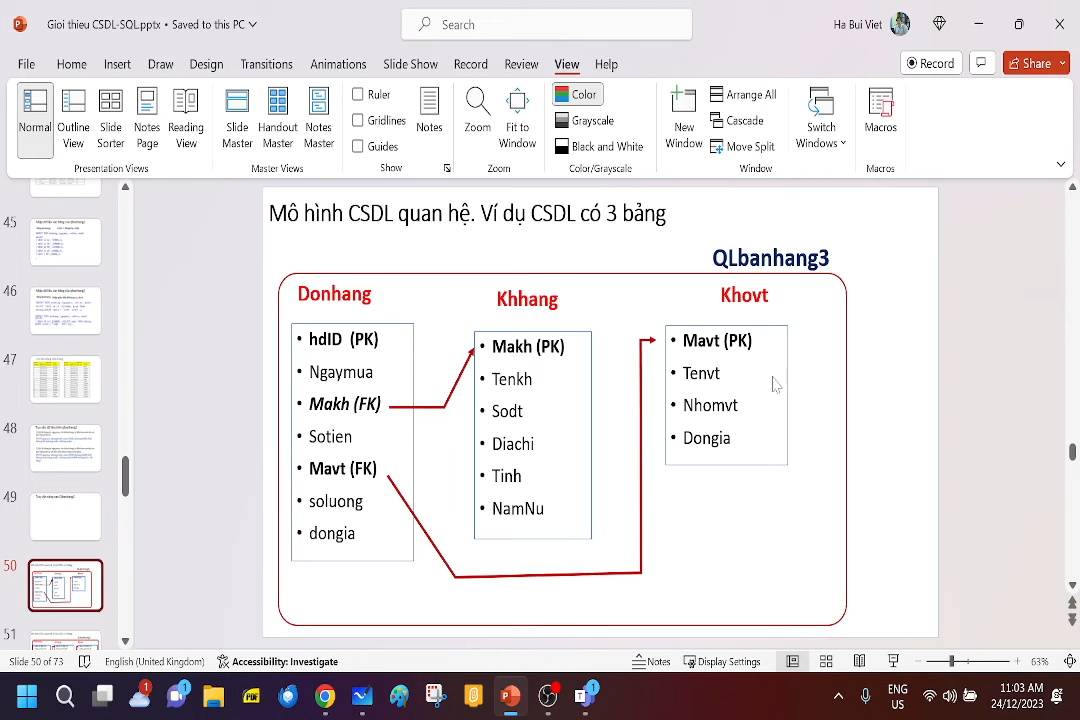 Gioi thieu CSDL-SQL.pptx • Saved to this PC
Search
Ha Bui Viet
File Home Insert Draw Design Transitions Animations Slide Show Record Review View Help
Record
Share
Normal
Outline View
Slide Sorter
Notes Page
Reading View
Presentation Views
Slide Master
Handout Master
Notes Master
Master Views
Ruler
Gridlines
Guides
Show
Notes
Zoom
Fit to Window
Zoom
Color
Grayscale
Black and White
Color/Grayscale
New Window
Arrange All
Cascade
Move Split
Window
Switch Windows
Macros
Macros
45
46
47
48
49
50
51
Mô hình CSDL quan hệ. Ví dụ CSDL có 3 bảng
QLbanhang3
Donhang
• hdID (PK)
• Ngaymua
• Makh (FK)
• Sotien
• Mavt (FK)
• soluong
• dongia
Khhang
• Makh (PK)
• Tenkh
• Sodt
• Diachi
• Tinh
• NamNu
Khovt
• Mavt (PK)
• Tenvt
• Nhomvt
• Dongia
Slide 50 of 73
English (United Kingdom)
Accessibility: Investigate
Notes
Display Settings
63%
1
1
PDF
1
ENG
US
11:03 AM
24/12/2023